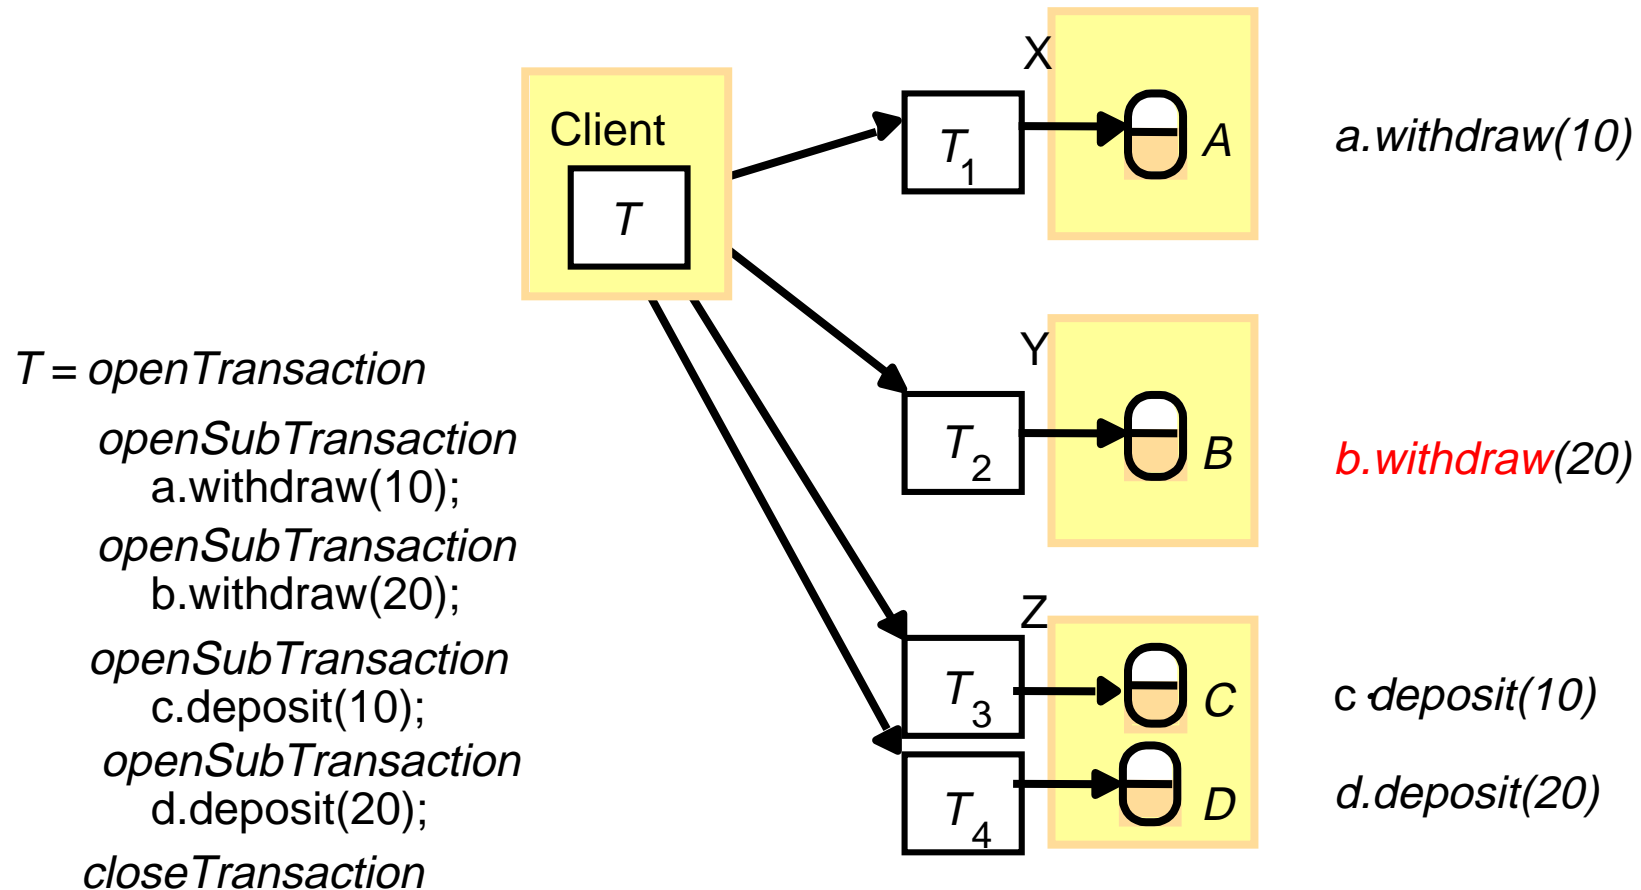 Client
T
T = openTransaction
openSubTransaction
a.withdraw(10);
openSubTransaction
b.withdraw(20);
openSubTransaction
c.deposit(10);
openSubTransaction
d.deposit(20);
closeTransaction
X
T1
A
a.withdraw(10)
Y
T2
B
b.withdraw(20)
Z
T3
C
c.deposit(10)
T4
D
d.deposit(20)